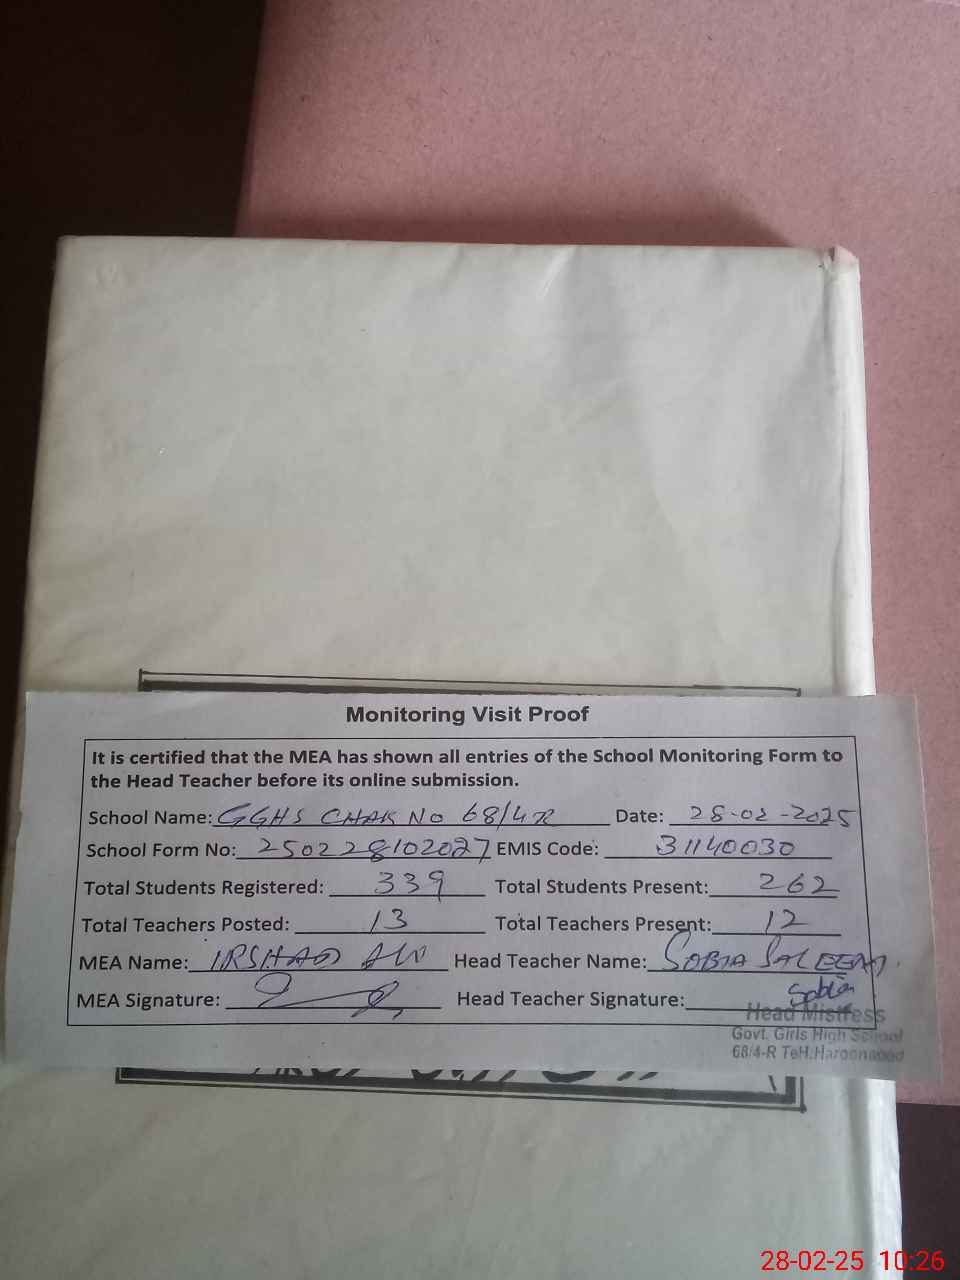 Monitoring Visit Proof
It is certified that the MEA has shown all entries of the School Monitoring Form to
the Head Teacher before its online submission.
School Name: GGHS CHAK NO 68/4R Date: 28-02-2025
School Form No: 250228102027 EMIS Code: 31140030
Total Students Registered: 339 Total Students Present: 262
Total Teachers Posted: 13 Total Teachers Present: 12
MEA Name: IRSHAD ALI Head Teacher Name: SOBIA SALEEM.
MEA Signature: Head Teacher Signature: Sobia
Head Mistress
Govt. Girls High School
68/4-R TeH.Haroonabad
28-02-25 10:26